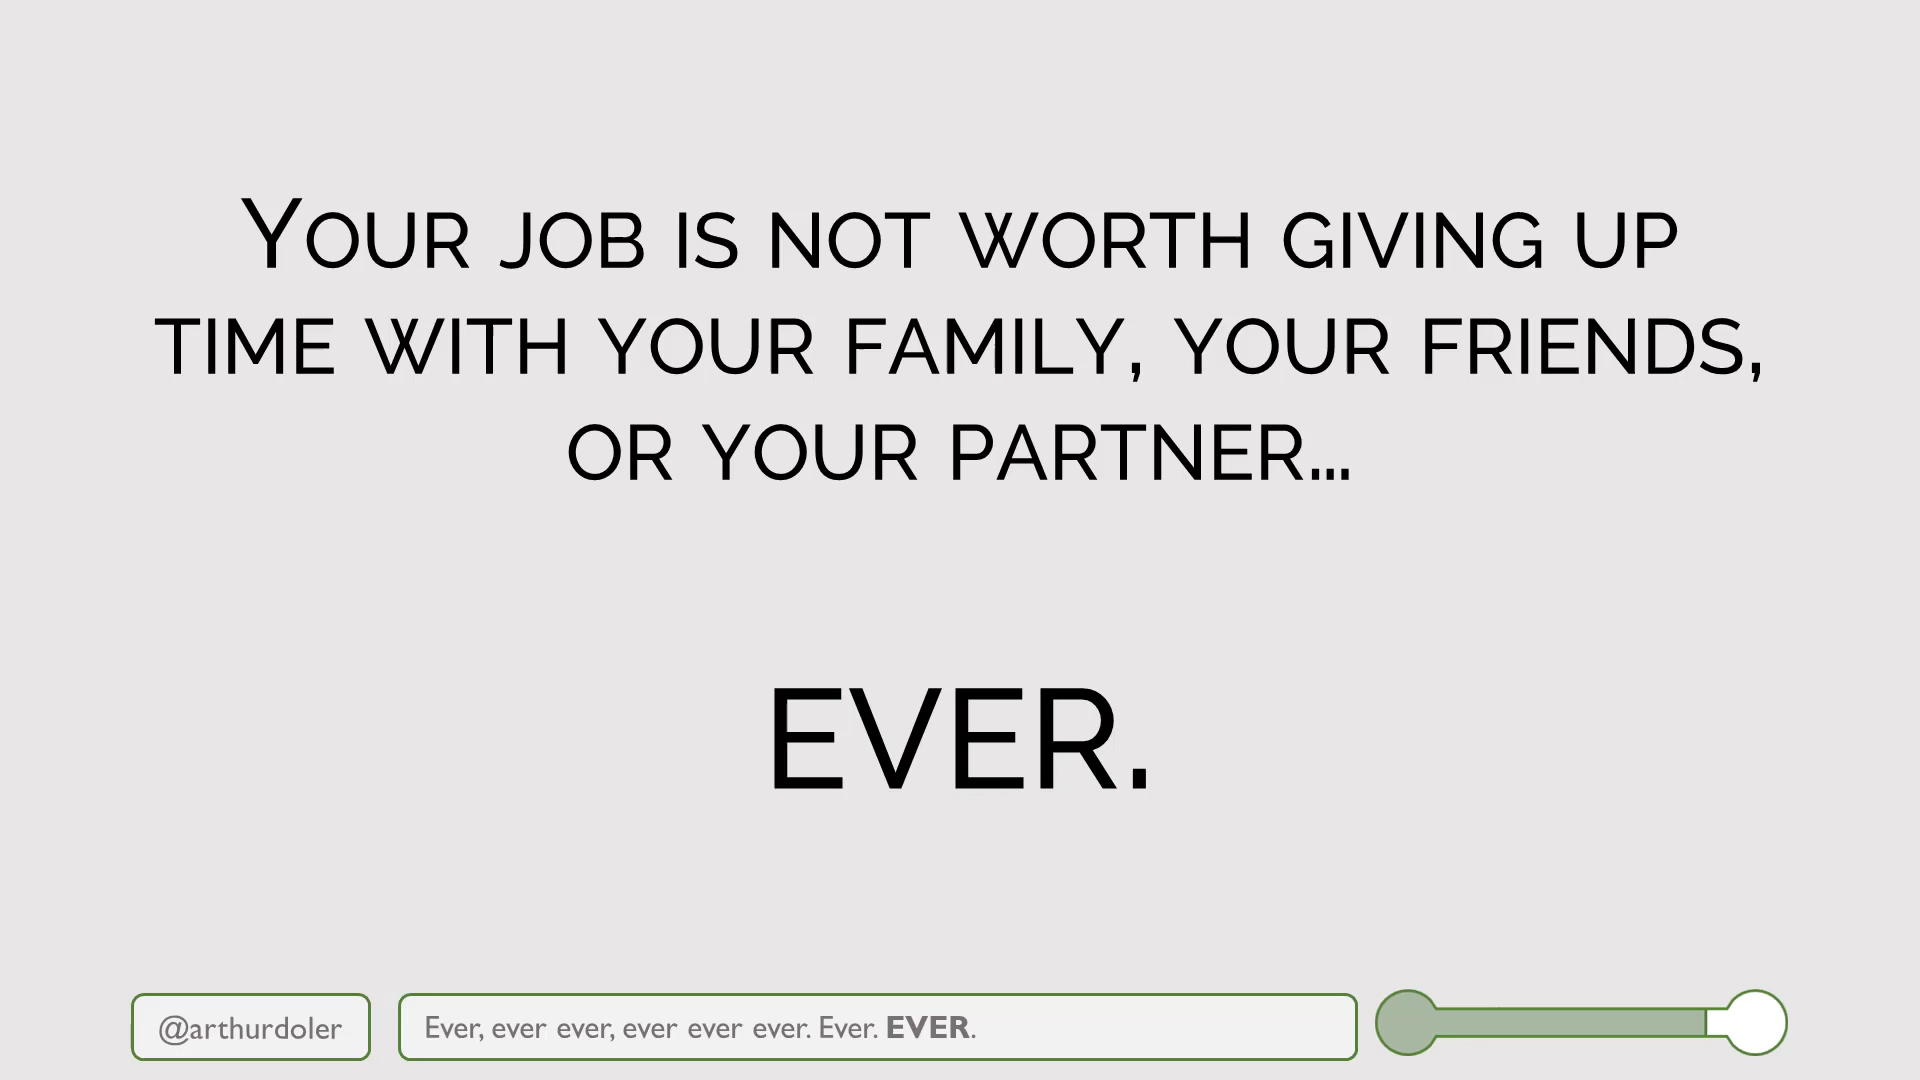 Your job is not worth giving up
time with your family, your friends,
or your partner…
EVER.
@arthurdoler
Ever, ever ever, ever ever ever. Ever. EVER.